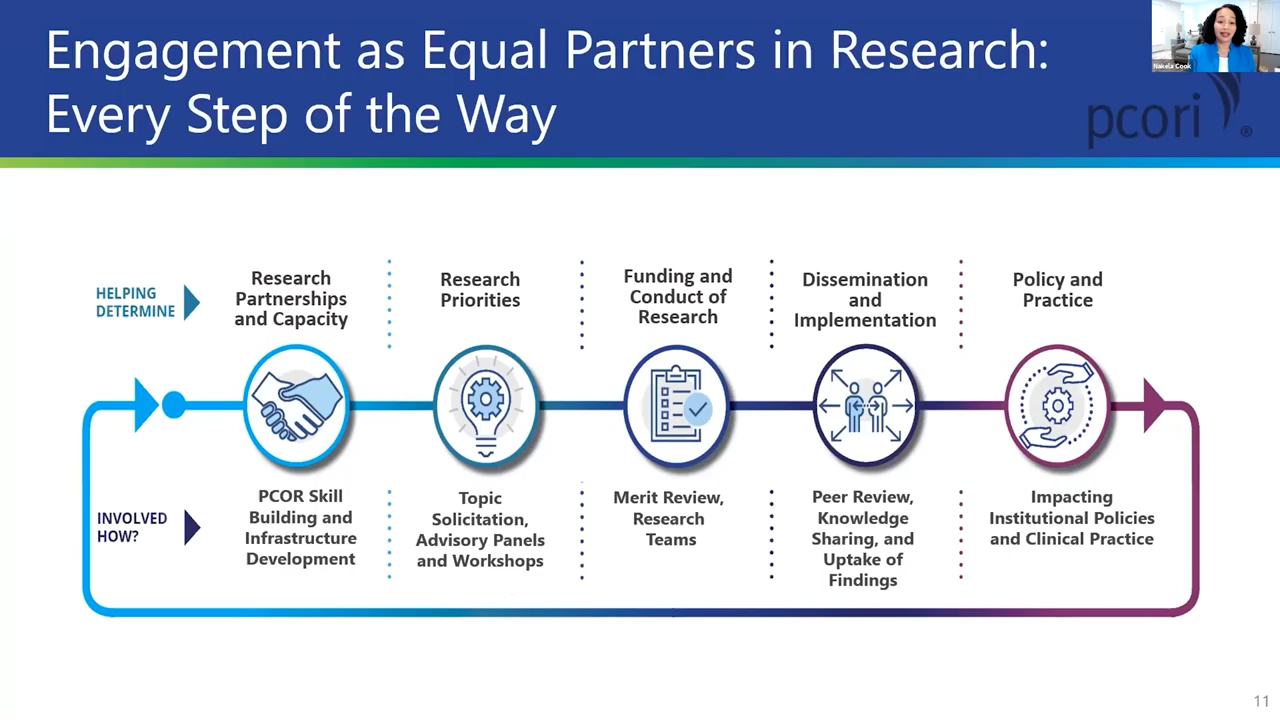 Engagement as Equal Partners in Research:
Every Step of the Way
Nakela Cook
pcori
®
HELPING
DETERMINE
Research
Partnerships
and Capacity
Research
Priorities
Funding and
Conduct of
Research
Dissemination
and
Implementation
Policy and
Practice
INVOLVED
HOW?
PCOR Skill
Building and
Infrastructure
Development
Topic
Solicitation,
Advisory Panels
and Workshops
Merit Review,
Research
Teams
Peer Review,
Knowledge
Sharing, and
Uptake of
Findings
Impacting
Institutional Policies
and Clinical Practice
11